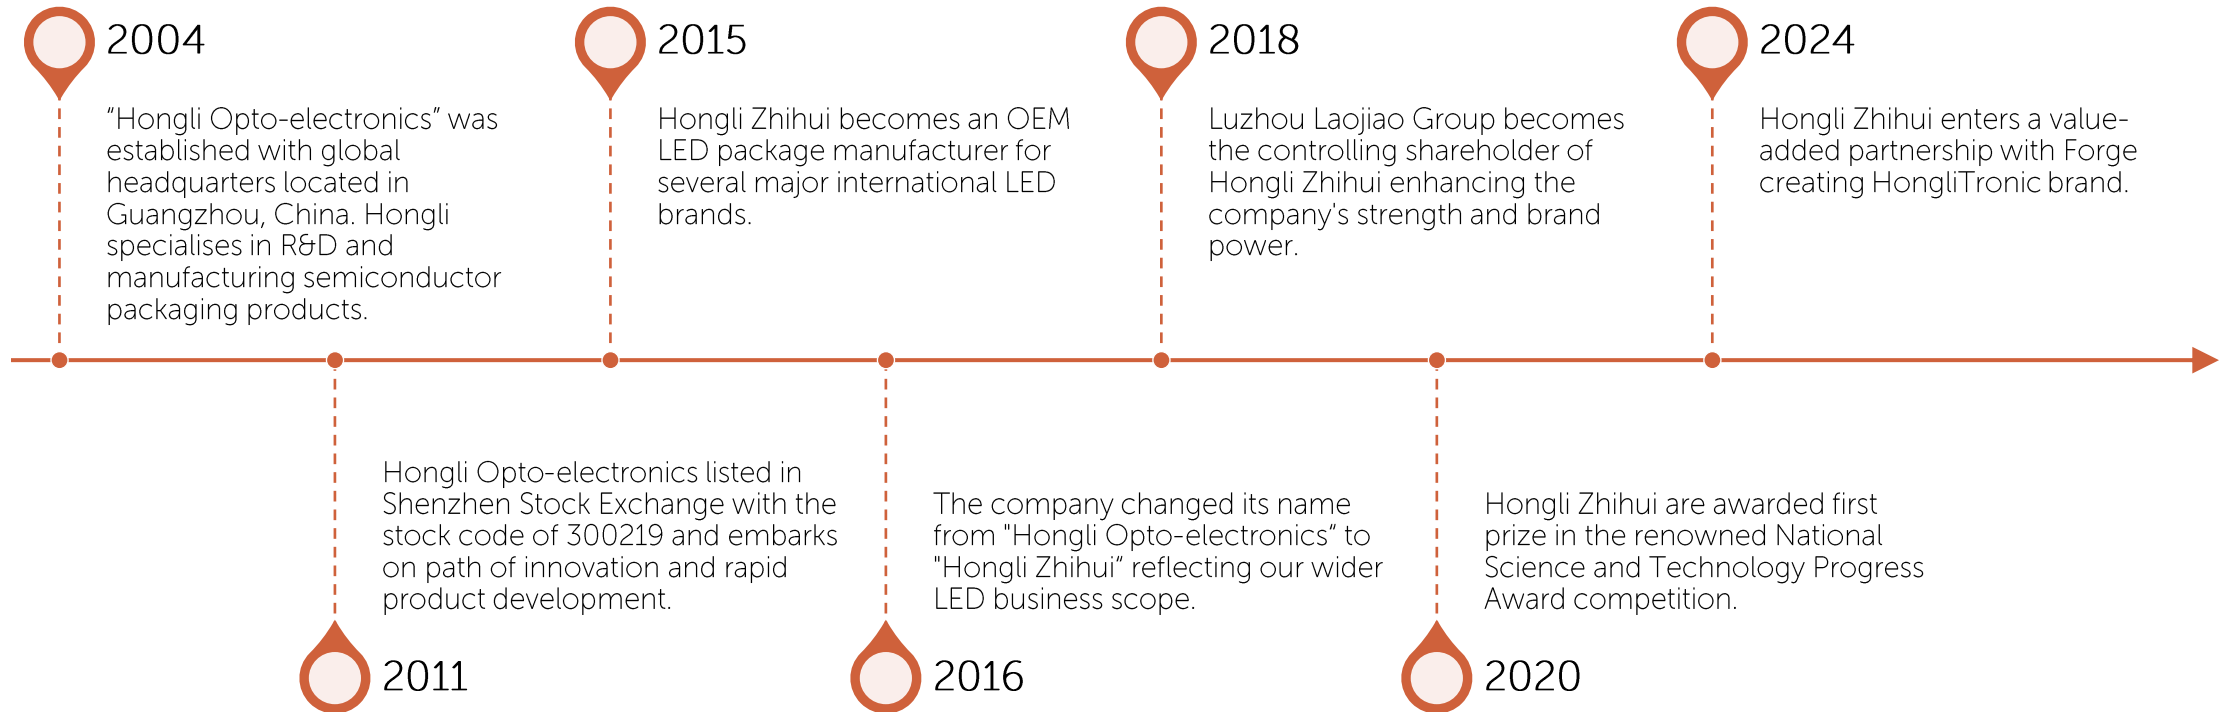 2004
“Hongli Opto-electronics” was
established with global
headquarters located in
Guangzhou, China. Hongli
specialises in R&D and
manufacturing semiconductor
packaging products.
2011
Hongli Opto-electronics listed in
Shenzhen Stock Exchange with the
stock code of 300219 and embarks
on path of innovation and rapid
product development.
2015
Hongli Zhihui becomes an OEM
LED package manufacturer for
several major international LED
brands.
2016
The company changed its name
from "Hongli Opto-electronics“ to
"Hongli Zhihui“ reflecting our wider
LED business scope.
2018
Luzhou Laojiao Group becomes
the controlling shareholder of
Hongli Zhihui enhancing the
company's strength and brand
power.
2020
Hongli Zhihui are awarded first
prize in the renowned National
Science and Technology Progress
Award competition.
2024
Hongli Zhihui enters a value-
added partnership with Forge
creating HongliTronic brand.